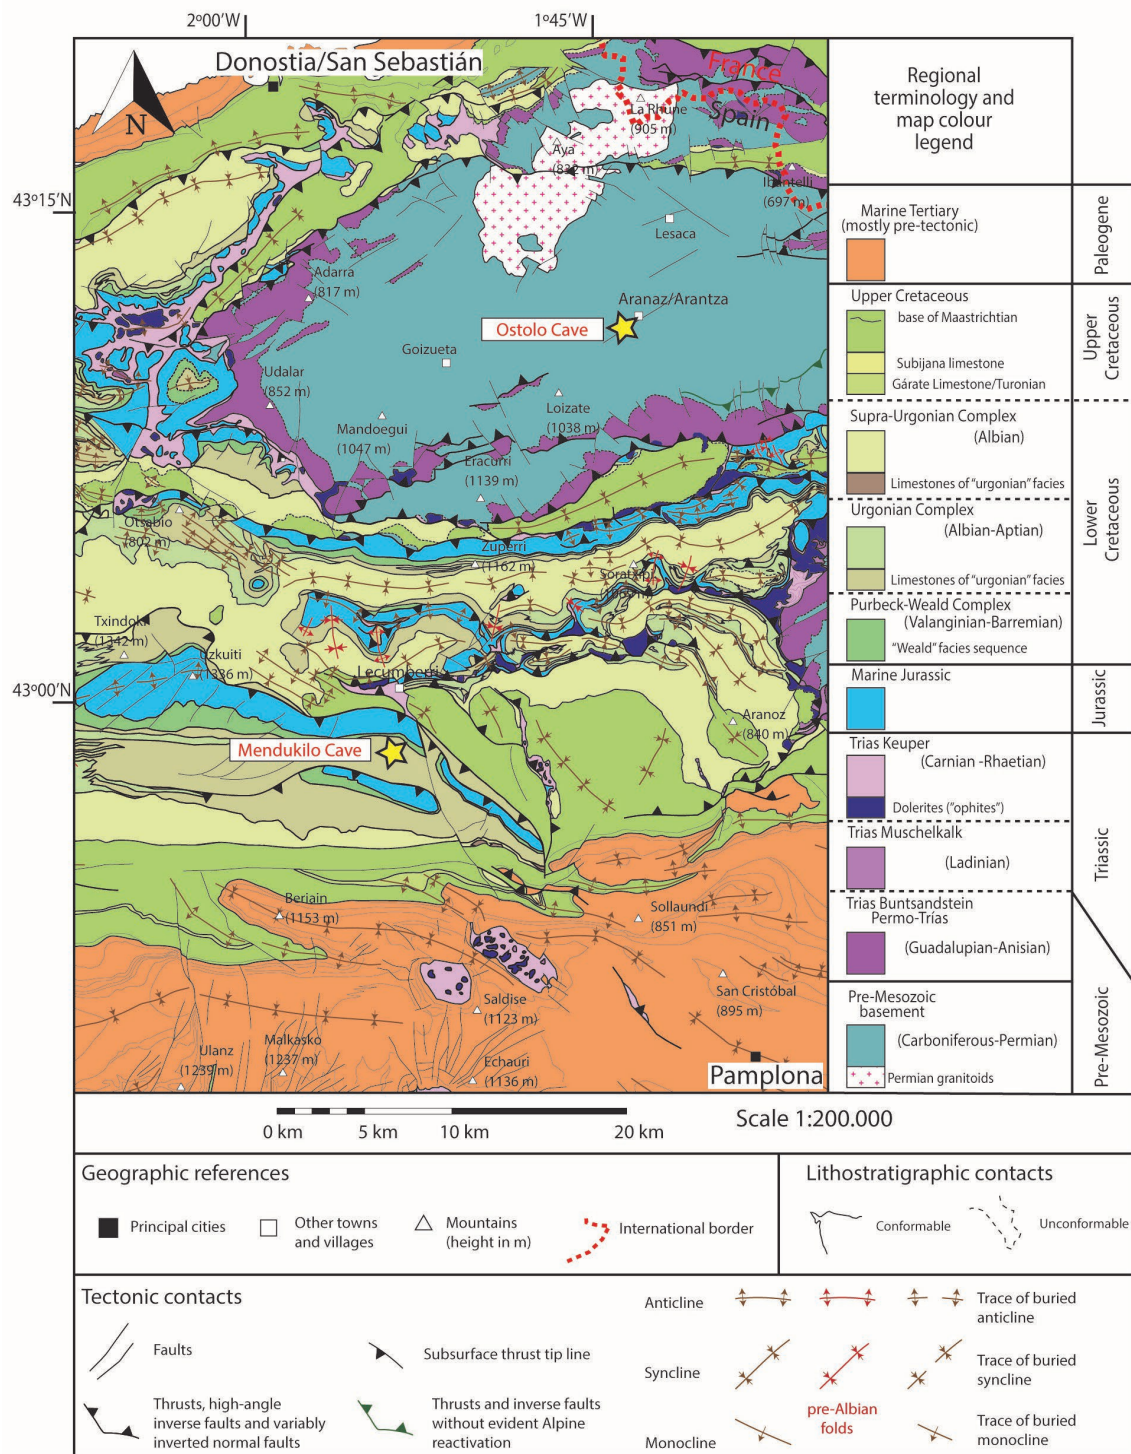 2º00'W
1º45'W
Donostia/San Sebastián
N
France
Spain
La Rhune
(905 m)
Aya
(832 m)
Ibantelli
(697 m)
43º15'N
Lesaca
Adarra
(817 m)
Aranaz/Arantza
Ostolo Cave
Goizueta
Udalar
(852 m)
Loizate
(1038 m)
Mandoegui
(1047 m)
Eracurri
(1139 m)
Otsabio
(802 m)
Zuperri
(1162 m)
Txindoki
(1342 m)
Uzkuiti
(1336 m)
Lecumberri
43º00'N
Aranoz
(840 m)
Mendukilo Cave
Beriain
(1153 m)
Sollaundi
(851 m)
San Cristóbal
(895 m)
Saldise
(1123 m)
Malkasko
(1237 m)
Ulanz
(1239 m)
Echauri
(1136 m)
Pamplona
Regional
terminology and
map colour
legend
Marine Tertiary
(mostly pre-tectonic)
Paleogene
Upper Cretaceous
base of Maastrichtian
Subijana limestone
Gárate Limestone/Turonian
Upper
Cretaceous
Supra-Urgonian Complex
(Albian)
Limestones of "urgonian" facies
Urgonian Complex
(Albian-Aptian)
Limestones of "urgonian" facies
Purbeck-Weald Complex
(Valanginian-Barremian)
"Weald" facies sequence
Lower
Cretaceous
Marine Jurassic
Jurassic
Trias Keuper
(Carnian -Rhaetian)
Dolerites ("ophites")
Trias Muschelkalk
(Ladinian)
Trias Buntsandstein
Permo-Trías
(Guadalupian-Anisian)
Triassic
Pre-Mesozoic
basement
(Carboniferous-Permian)
Permian granitoids
Pre-Mesozoic
0 km
5 km
10 km
20 km
Scale 1:200.000
Geographic references
Principal cities
Other towns
and villages
Mountains
(height in m)
International border
Lithostratigraphic contacts
Conformable
Unconformable
Tectonic contacts
Faults
Subsurface thrust tip line
Thrusts, high-angle
inverse faults and variably
inverted normal faults
Thrusts and inverse faults
without evident Alpine
reactivation
Anticline
Trace of buried
anticline
Syncline
Trace of buried
syncline
pre-Albian
folds
Monocline
Trace of buried
monocline